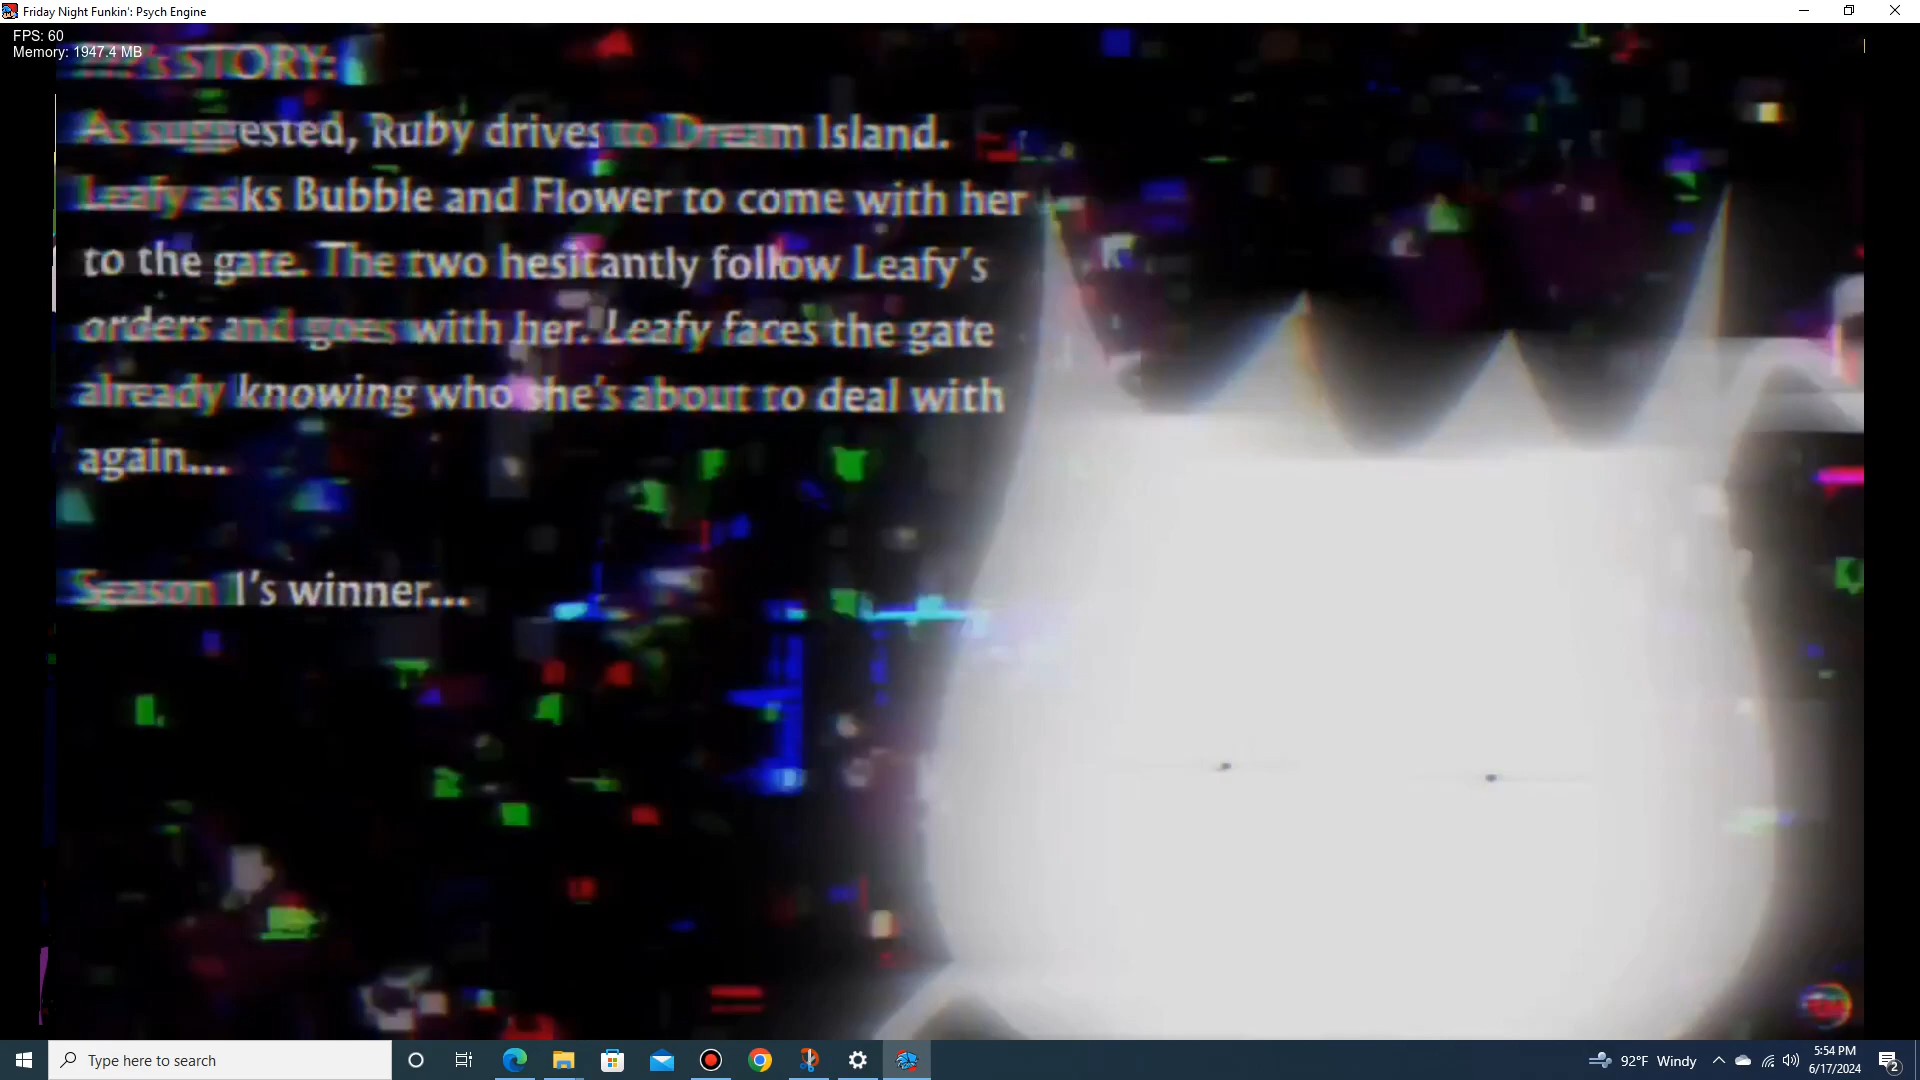 Friday Night Funkin': Psych Engine
FPS: 60
Memory: 1947.4 MB
's STORY:
As suggested, Ruby drives to Dream Island.
Leafy asks Bubble and Flower to come with her
to the gate. The two hesitantly follow Leafy's
orders and goes with her. Leafy faces the gate
already knowing who she's about to deal with
again...
Season 1's winner...
Type here to search
92°F Windy
5:54 PM
6/17/2024
2